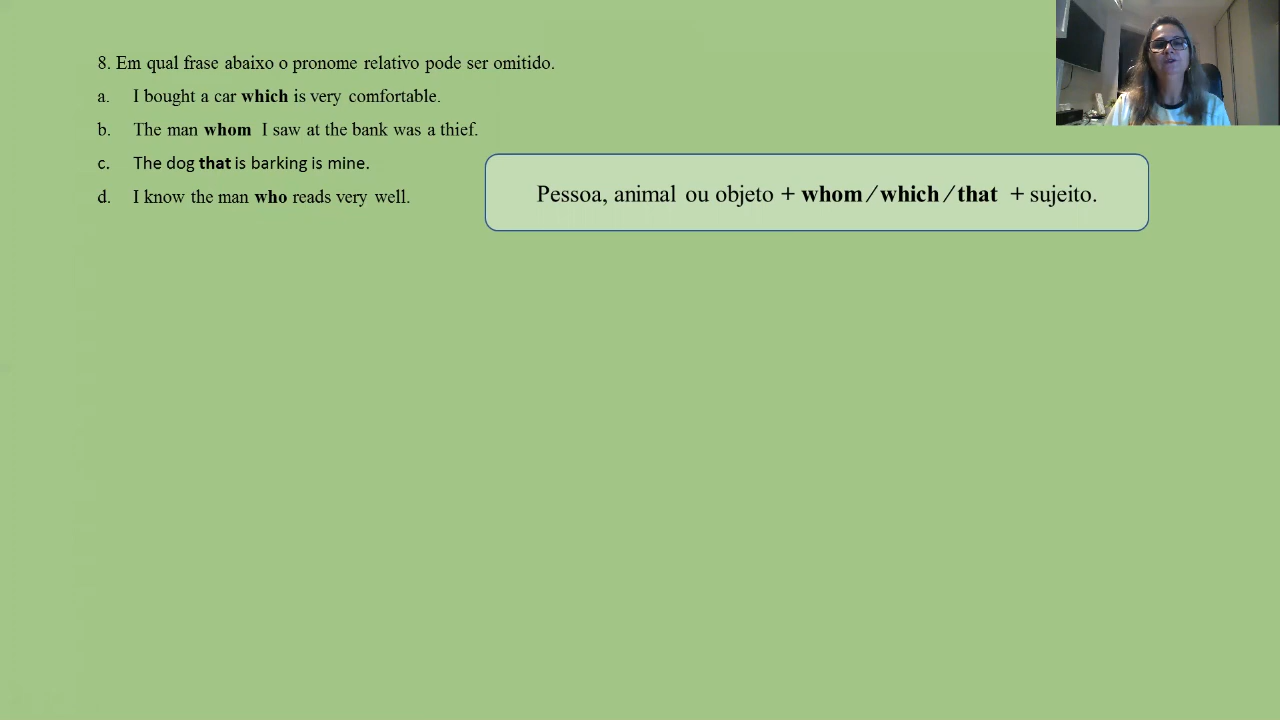 8. Em qual frase abaixo o pronome relativo pode ser omitido.
a. I bought a car which is very comfortable.
b. The man whom I saw at the bank was a thief.
c. The dog that is barking is mine.
d. I know the man who reads very well.
Pessoa, animal ou objeto + whom/which/that + sujeito.